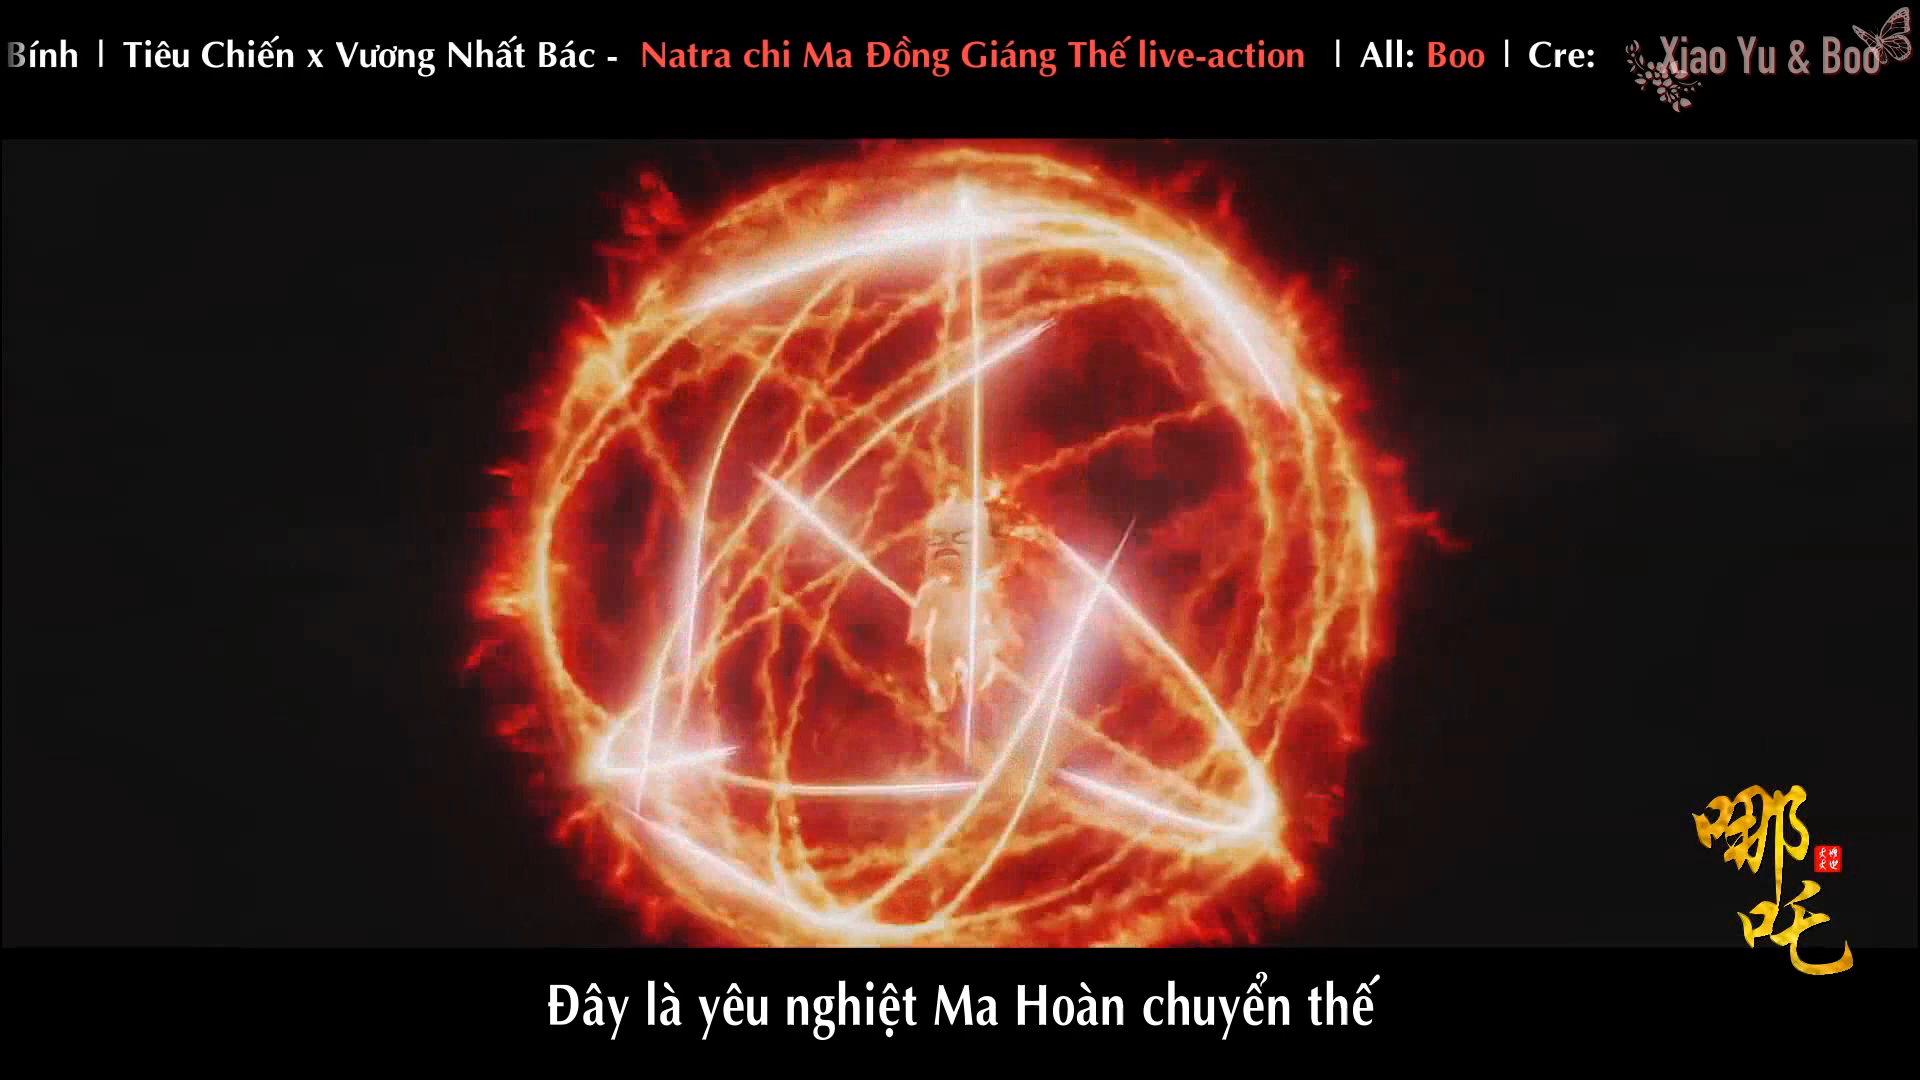 Bính | Tiêu Chiến x Vương Nhất Bác - Natra chi Ma Đồng Giáng Thế live-action | All: Boo | Cre:
Xiao Yu & Boo
哪
吒
Đây là yêu nghiệt Ma Hoàn chuyển thế